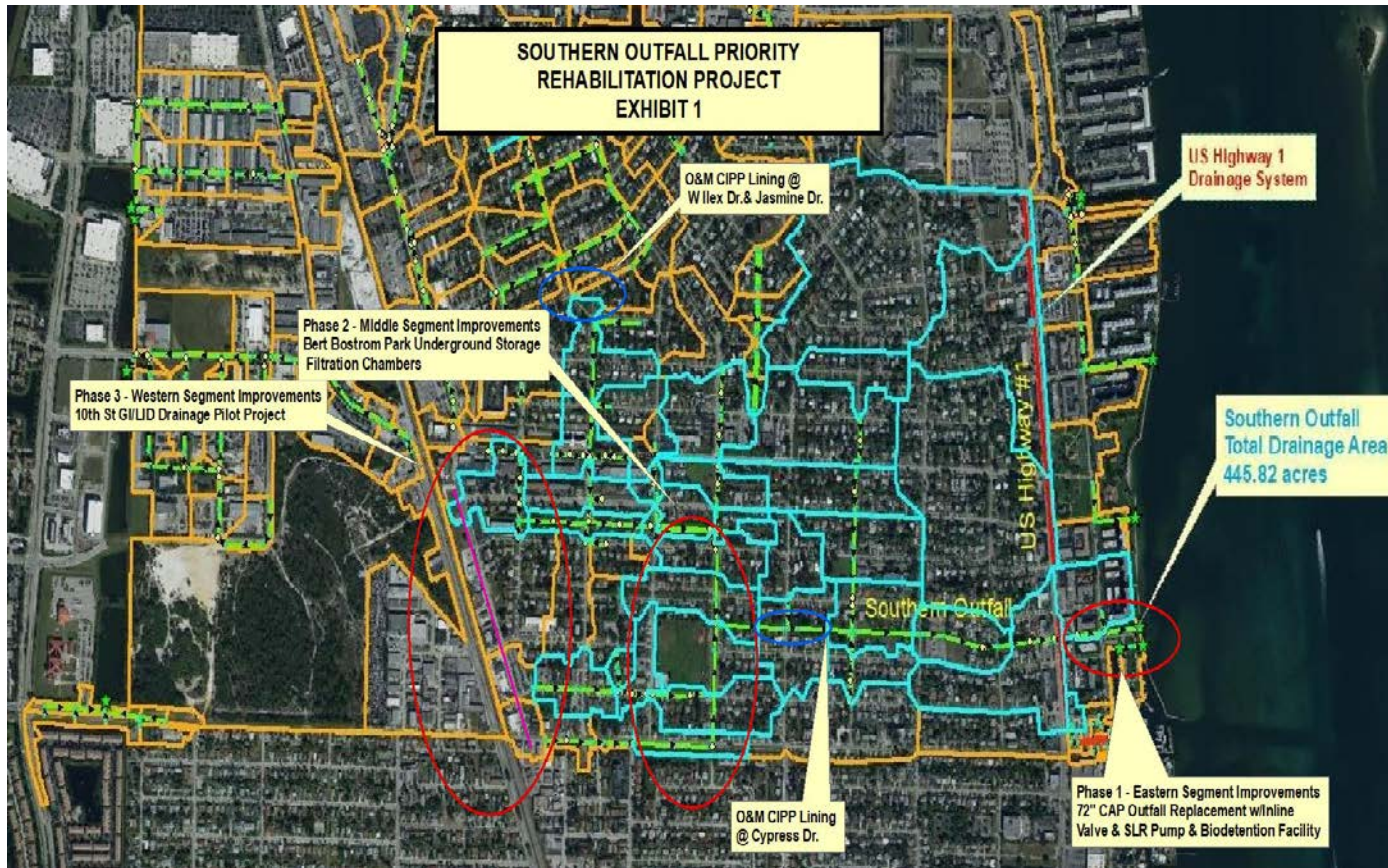 SOUTHERN OUTFALL PRIORITY
REHABILITATION PROJECT
EXHIBIT 1
US Highway 1
Drainage System
O&M CIPP Lining @
Wilex Dr.& Jasmine Dr.
Phase 2 - Middle Segment Improvements
Bert Bostrom Park Underground Storage
Filtration Chambers
Phase 3 - Western Segment Improvements
10th St GI/LID Drainage Pilot Project
US Highway #1
Southern Outfall
Total Drainage Area
445.82 acres
Southern Outfall
O&M CIPP Lining
@ Cypress Dr.
Phase 1 - Eastern Segment Improvements
72" CAP Outfall Replacement w/Inline
Valve & SLR Pump & Biodetention Facility